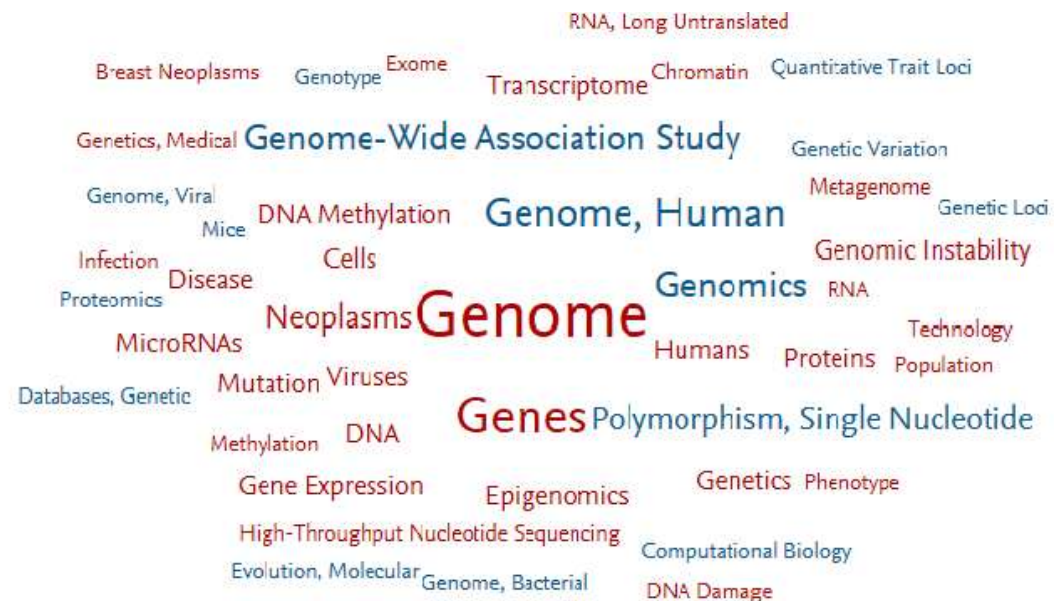 RNA, Long Untranslated
Breast Neoplasms
Genotype
Exome
Transcriptome
Chromatin
Quantitative Trait Loci
Genetics, Medical
Genome-Wide Association Study
Genetic Variation
Genome, Viral
Mice
DNA Methylation
Genome, Human
Metagenome
Genetic Loci
Infection
Disease
Cells
Genomic Instability
Proteomics
Neoplasms
Genome
Genomics
RNA
MicroRNAs
Humans
Proteins
Technology
Population
Databases, Genetic
Mutation
Viruses
Genes
Polymorphism, Single Nucleotide
Methylation
DNA
Gene Expression
Epigenomics
Genetics
Phenotype
High-Throughput Nucleotide Sequencing
Computational Biology
Evolution, Molecular
Genome, Bacterial
DNA Damage